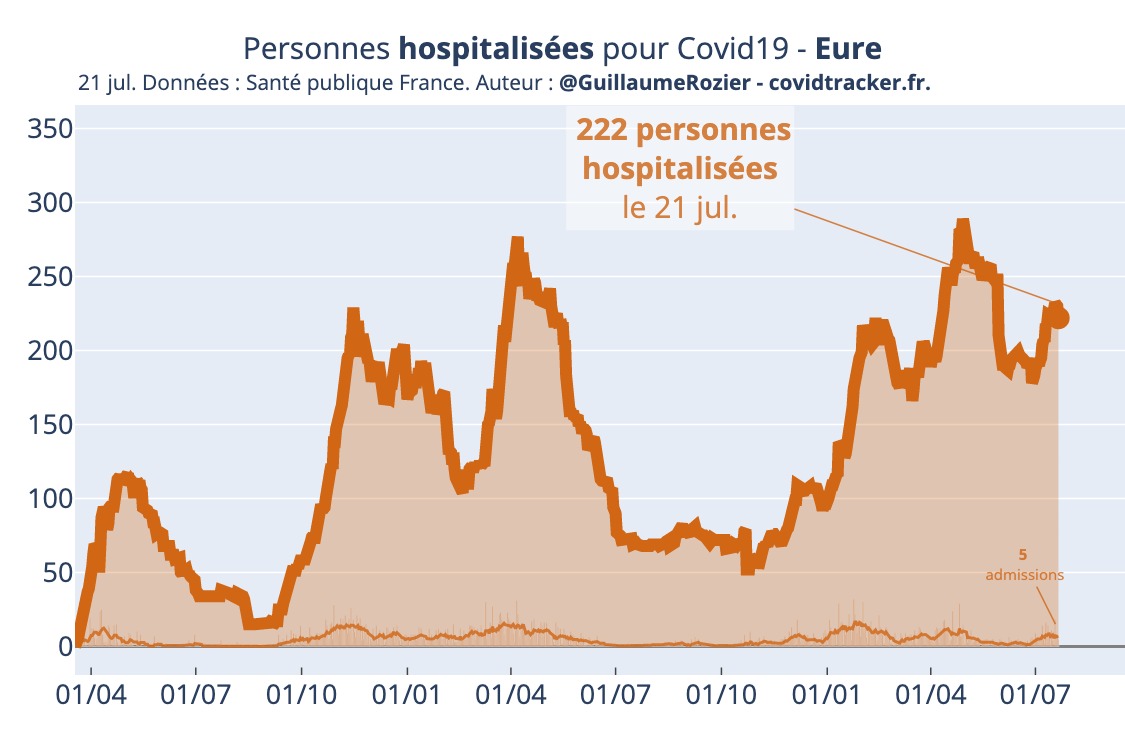 Personnes hospitalisées pour Covid19 - Eure
21 jul. Données : Santé publique France. Auteur : @GuillaumeRozier - covidtracker.fr.
350
300
250
200
150
100
50
0
222 personnes
hospitalisées
le 21 jul.
5
admissions
01/04 01/07 01/10 01/01 01/04 01/07 01/10 01/01 01/04 01/07